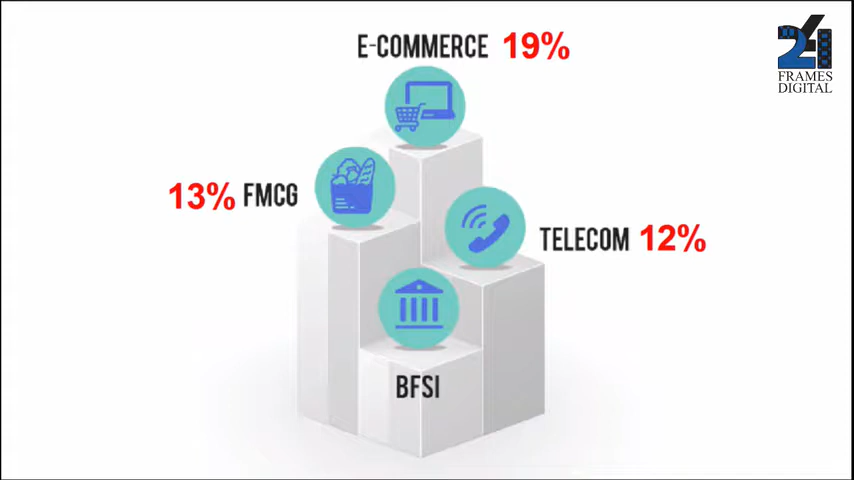 E-COMMERCE 19%
24
FRAMES
DIGITAL
13% FMCG
TELECOM 12%
BFSI